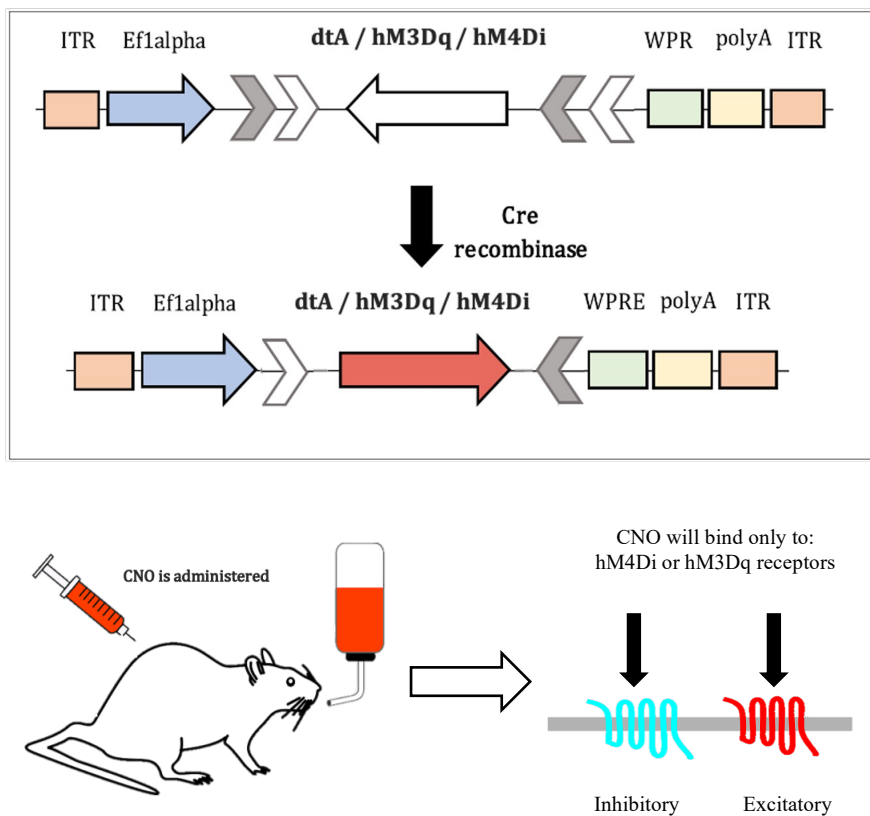 ITR Ef1alpha dtA / hM3Dq / hM4Di WPR polyA ITR
Cre
recombinase
ITR Ef1alpha dtA / hM3Dq / hM4Di WPRE polyA ITR
CNO will bind only to:
hM4Di or hM3Dq receptors
CNO is administered
Inhibitory Excitatory